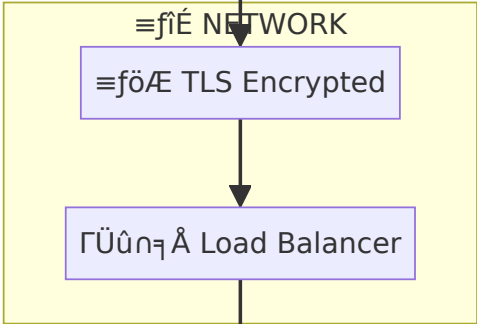 ≡ƒîÉ NETWORK
≡ƒöÆ TLS Encrypted
ΓÜû∩╕Å Load Balancer